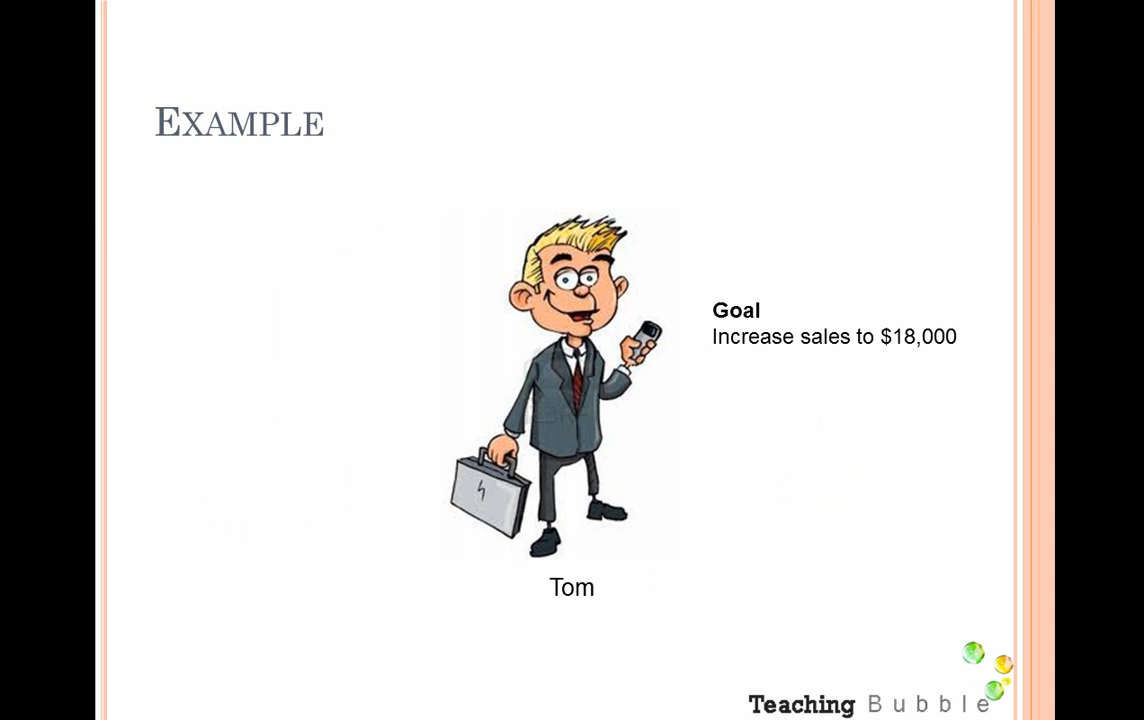 EXAMPLE
Goal
Increase sales to $18,000
Tom
Teaching Bubble